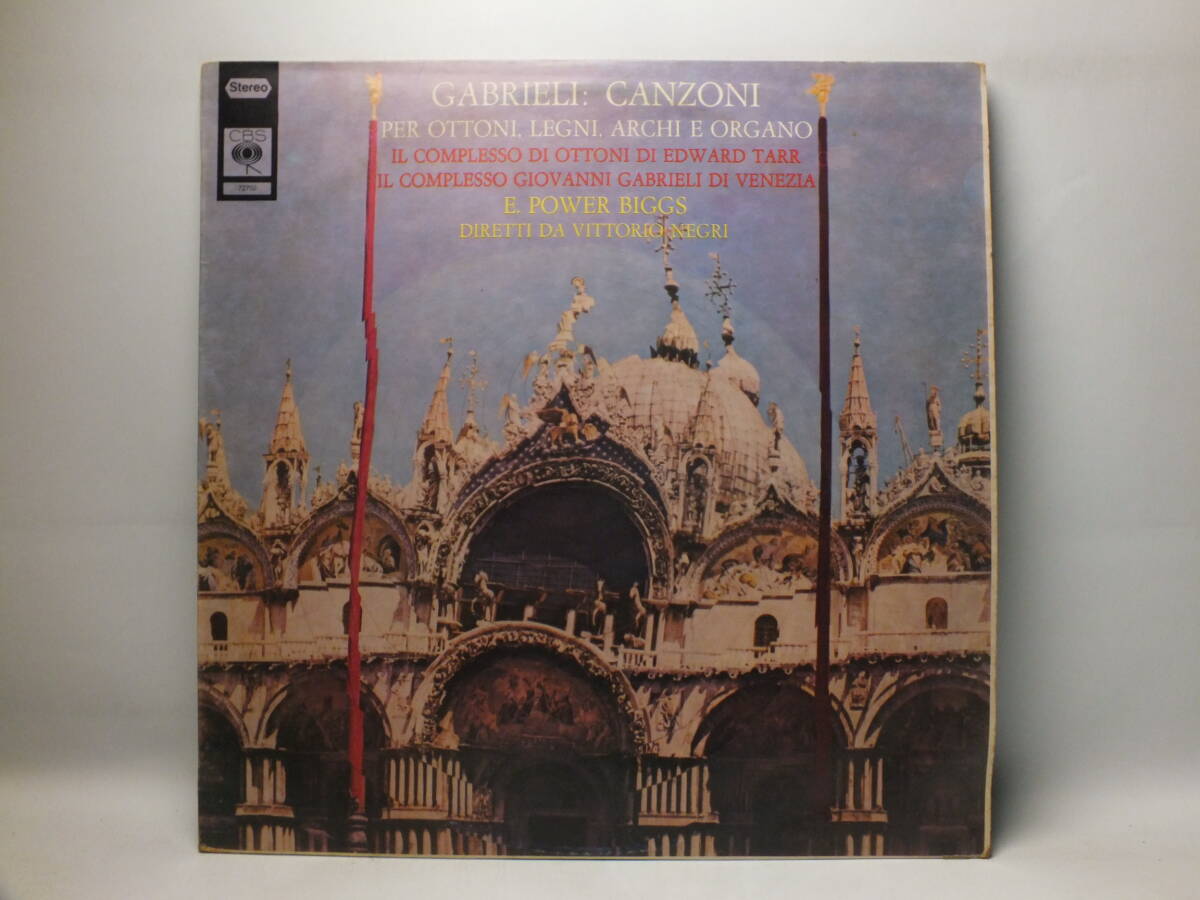 Stereo
CBS
GABRIELI: CANZONI
PER OTTONI, LEGNI, ARCHI E ORGANO
IL COMPLESSO DI OTTONI DI EDWARD TARR
IL COMPLESSO GIOVANNI GABRIELI DI VENEZIA
E. POWER BIGGS
DIRETTI DA VITTORIO NEGRI